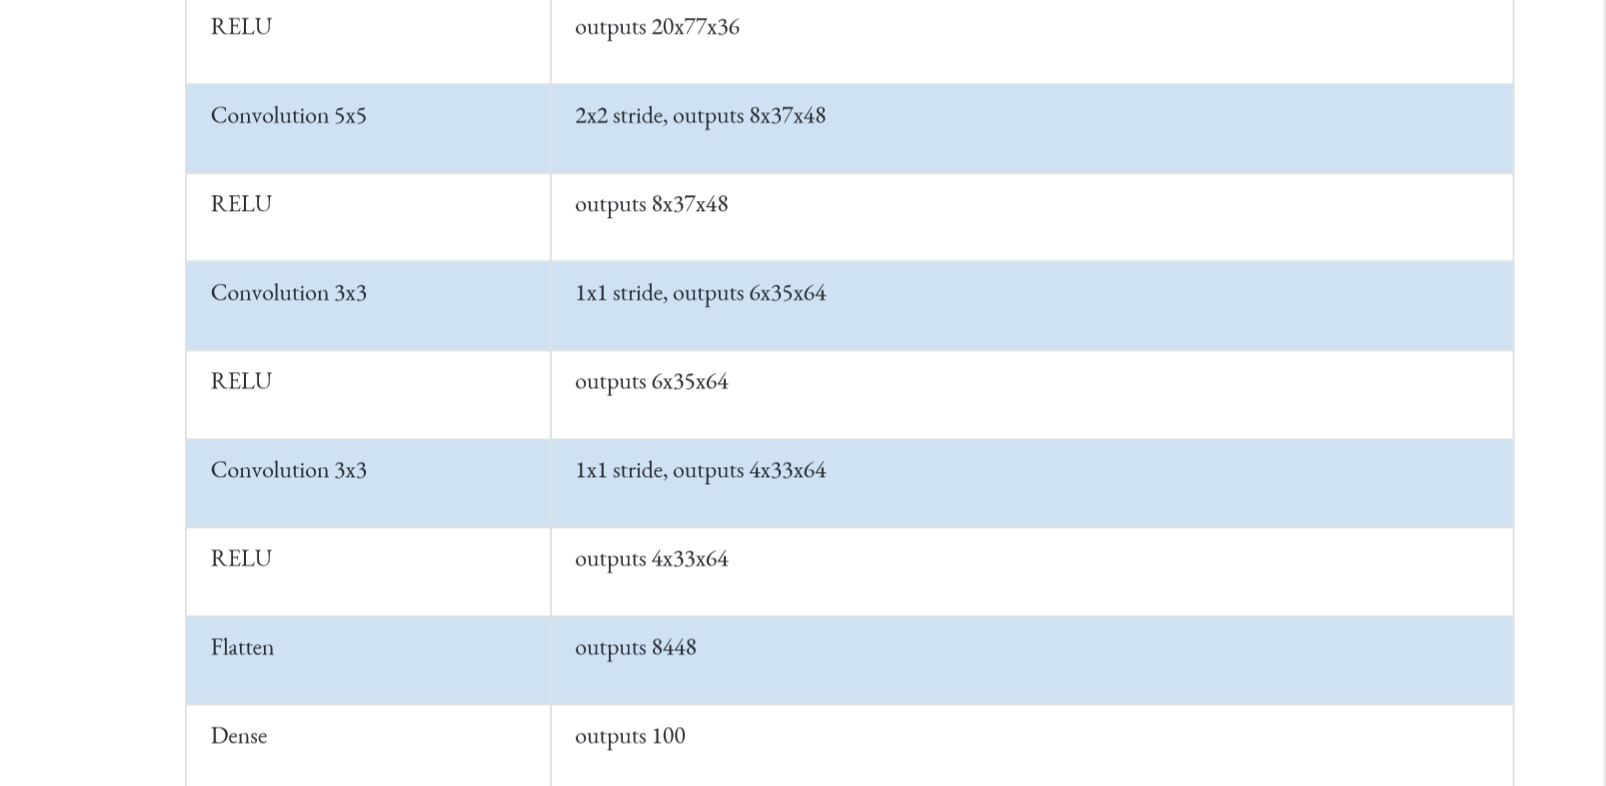 RELU outputs 20x77x36
Convolution 5x5 2x2 stride, outputs 8x37x48
RELU outputs 8x37x48
Convolution 3x3 1x1 stride, outputs 6x35x64
RELU outputs 6x35x64
Convolution 3x3 1x1 stride, outputs 4x33x64
RELU outputs 4x33x64
Flatten outputs 8448
Dense outputs 100